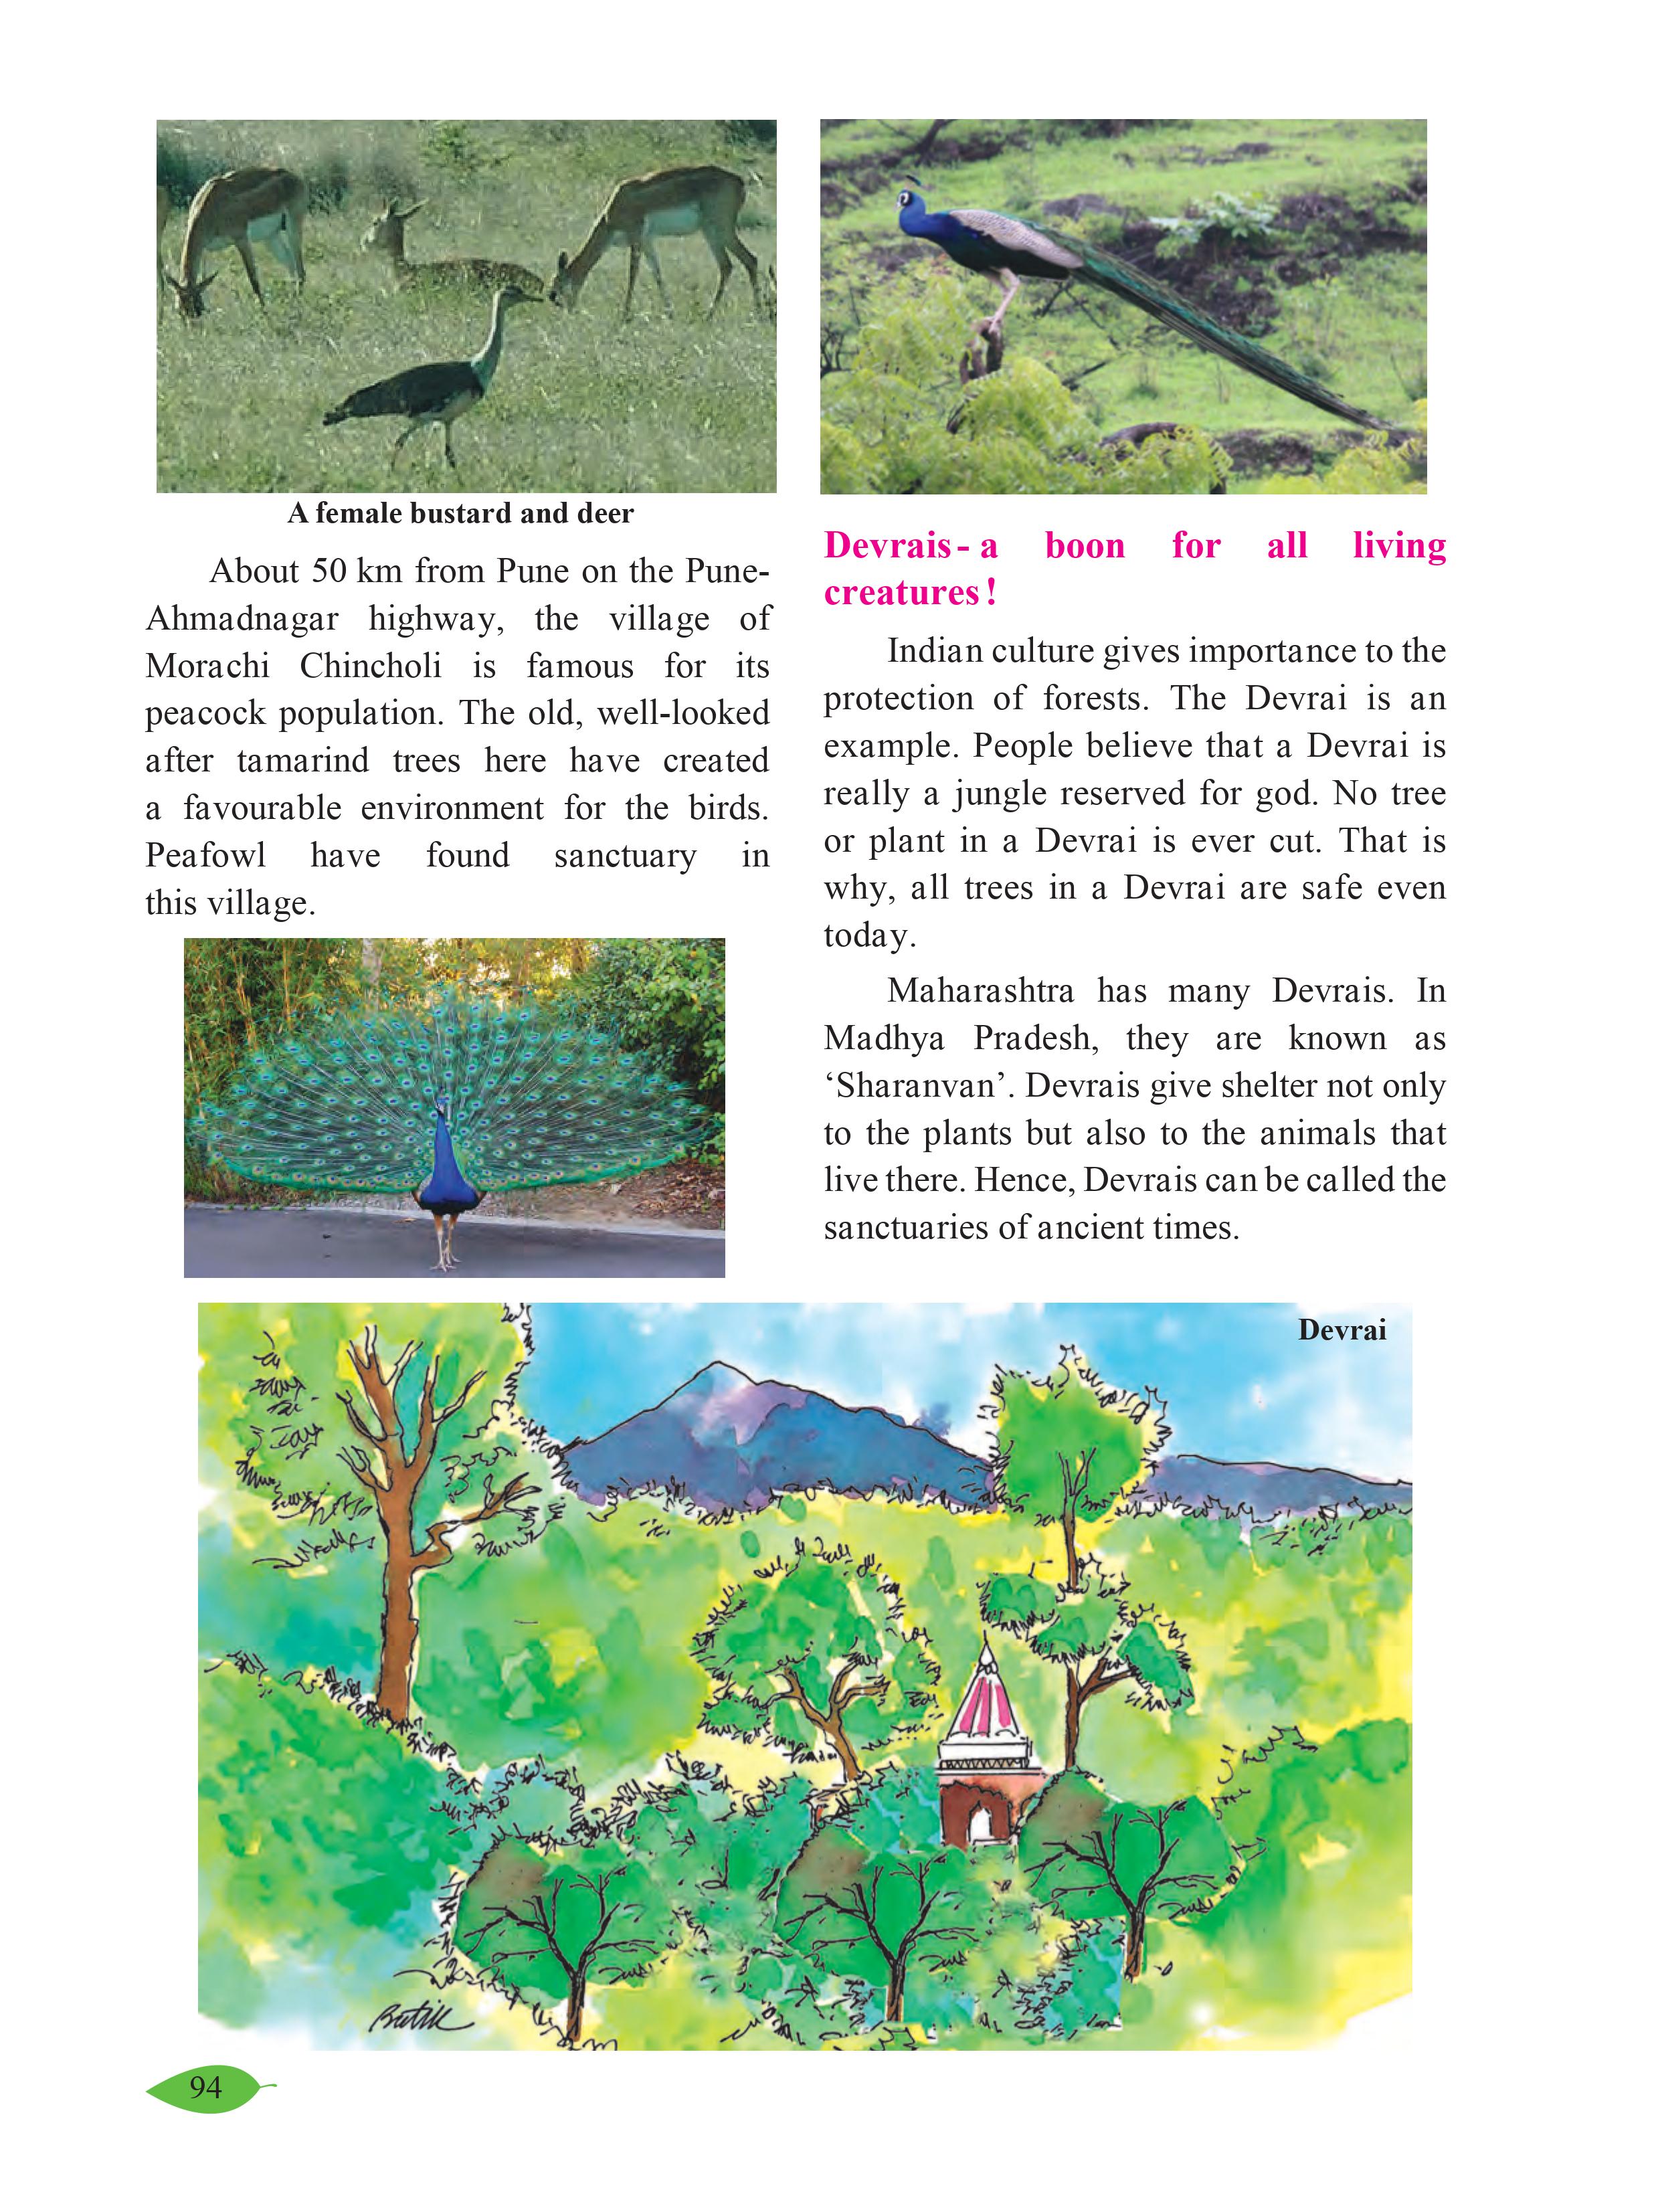 A female bustard and deer
About 50 km from Pune on the Pune-
Ahmadnagar highway, the village of
Morachi Chincholi is famous for its
peacock population. The old, well-looked
after tamarind trees here have created
a favourable environment for the birds.
Peafowl have found sanctuary in
this village.
Devrais - a boon for all living
creatures !
Indian culture gives importance to the
protection of forests. The Devrai is an
example. People believe that a Devrai is
really a jungle reserved for god. No tree
or plant in a Devrai is ever cut. That is
why, all trees in a Devrai are safe even
today.
Maharashtra has many Devrais. In
Madhya Pradesh, they are known as
‘Sharanvan’. Devrais give shelter not only
to the plants but also to the animals that
live there. Hence, Devrais can be called the
sanctuaries of ancient times.
Devrai
94